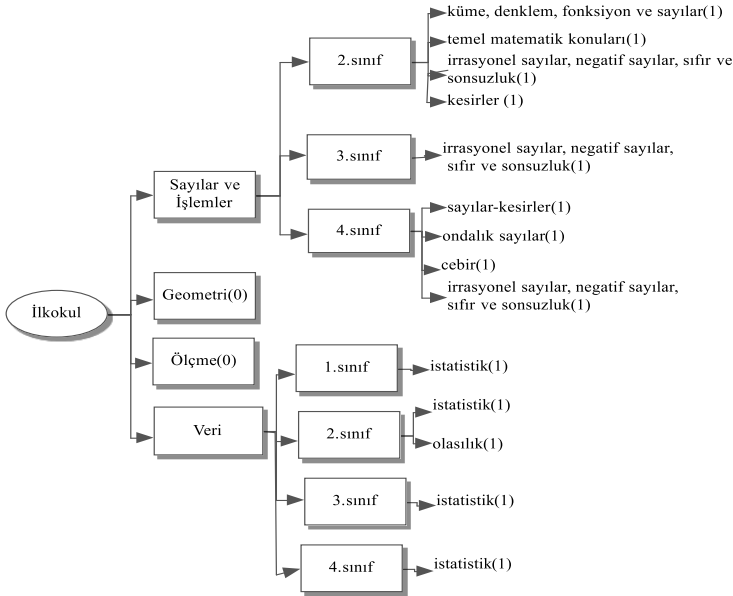 İlkokul
Sayılar ve
İşlemler
2.sınıf
küme, denklem, fonksiyon ve sayılar(1)
temel matematik konuları(1)
irrasyonel sayılar, negatif sayılar, sıfır ve
sonsuzluk(1)
kesirler (1)
3.sınıf
irrasyonel sayılar, negatif sayılar,
sıfır ve sonsuzluk(1)
4.sınıf
sayılar-kesirler(1)
ondalık sayılar(1)
cebir(1)
irrasyonel sayılar, negatif sayılar,
sıfır ve sonsuzluk(1)
Geometri(0)
Ölçme(0)
Veri
1.sınıf
istatistik(1)
2.sınıf
istatistik(1)
olasılık(1)
3.sınıf
istatistik(1)
4.sınıf
istatistik(1)